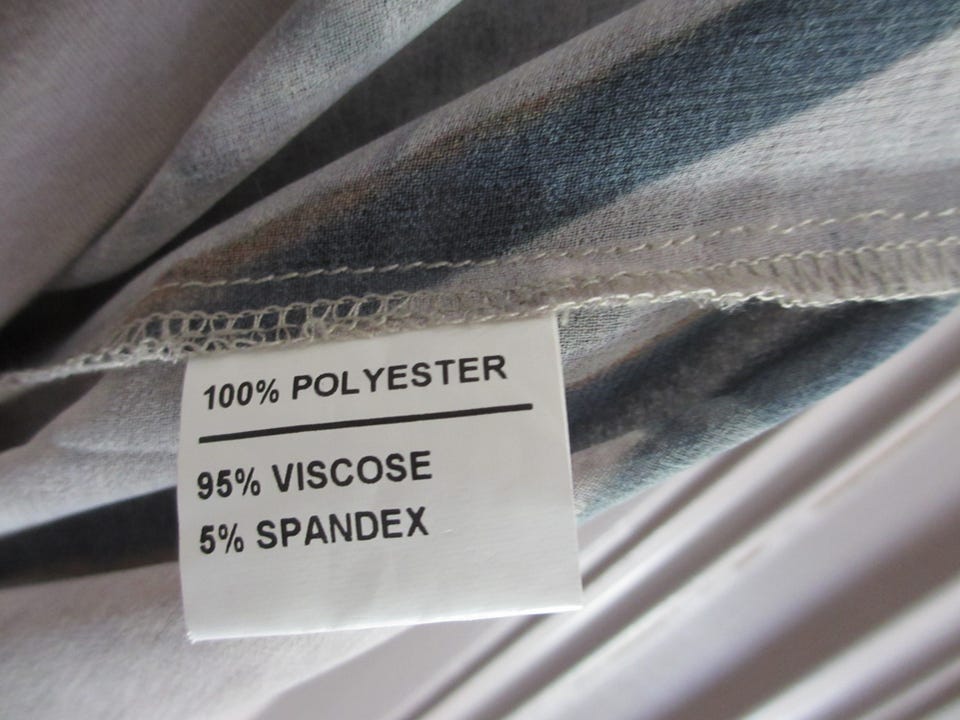 100% POLYESTER
95% VISCOSE
5% SPANDEX